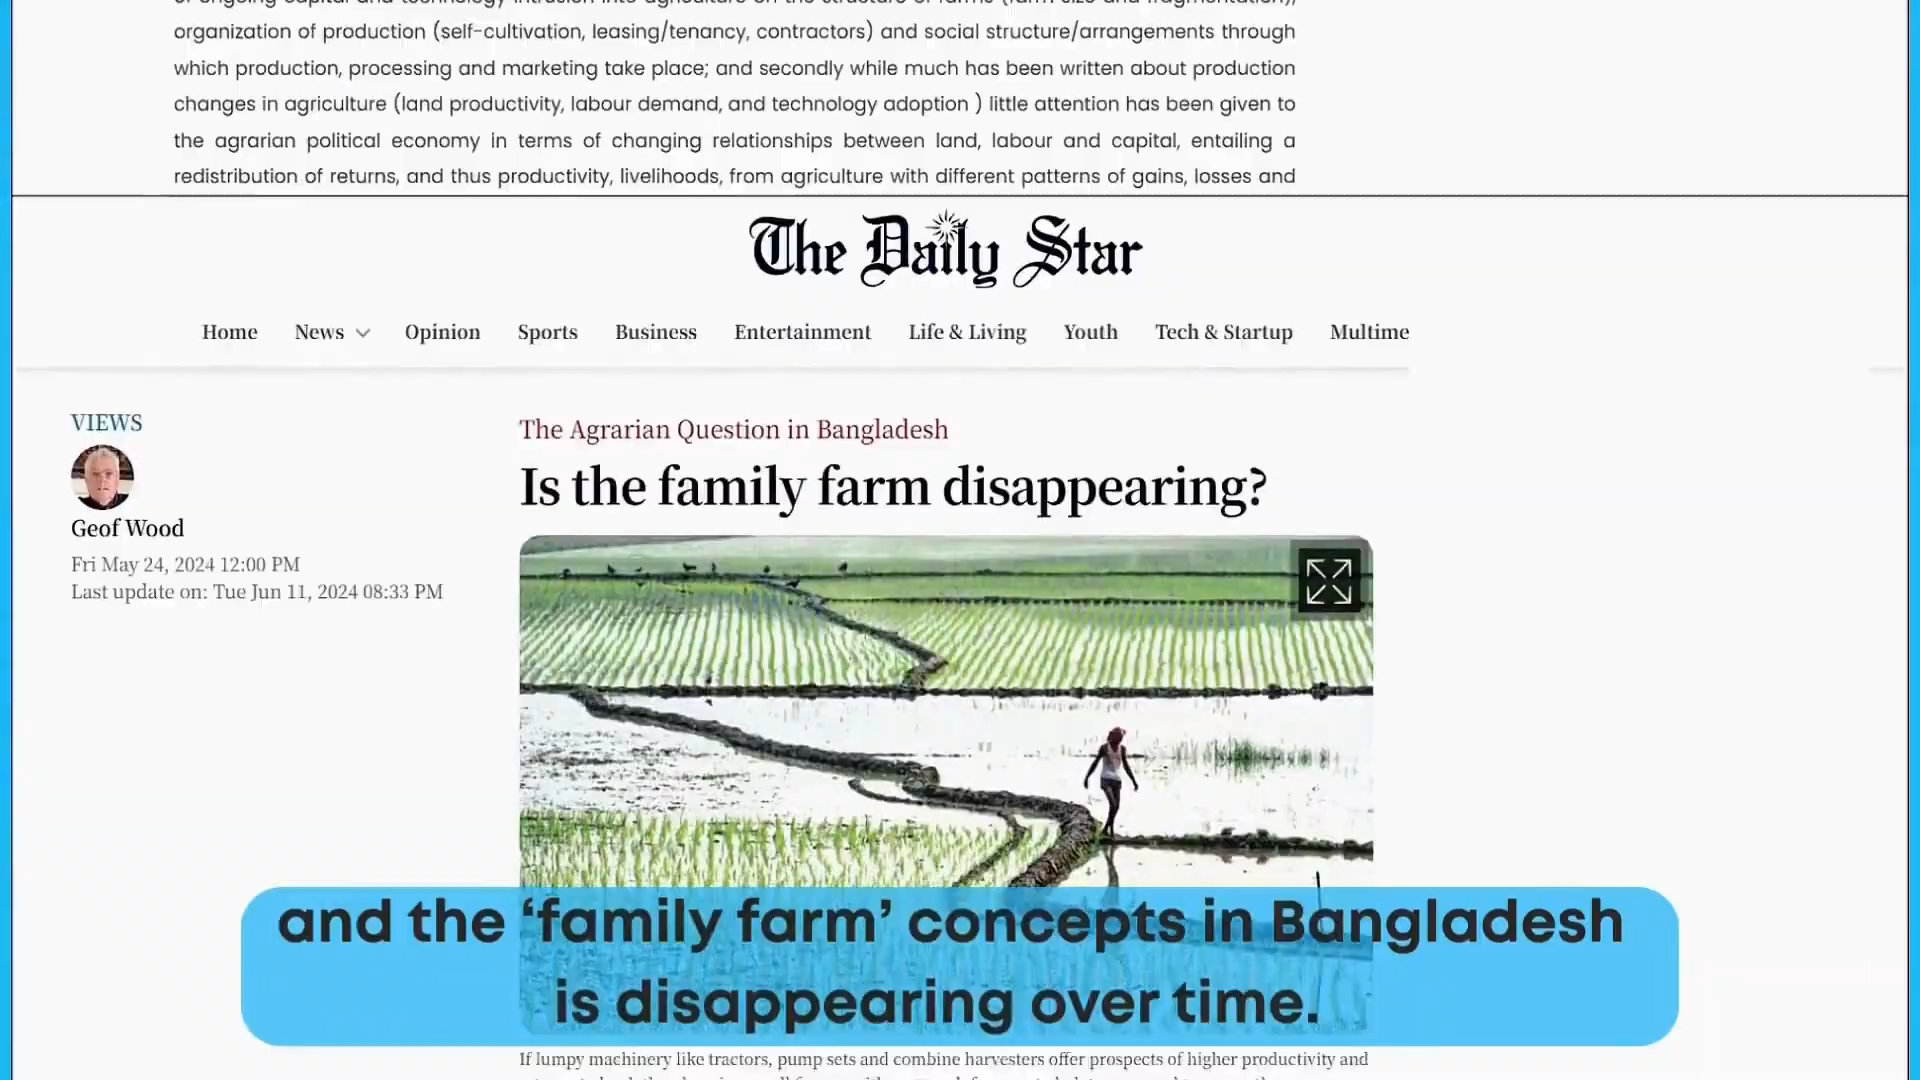 organization of production (self-cultivation, leasing/tenancy, contractors) and social structure/arrangements through
which production, processing and marketing take place; and secondly while much has been written about production
changes in agriculture (land productivity, labour demand, and technology adoption ) little attention has been given to
the agrarian political economy in terms of changing relationships between land, labour and capital, entailing a
redistribution of returns, and thus productivity, livelihoods, from agriculture with different patterns of gains, losses and
The Daily Star
Home News Opinion Sports Business Entertainment Life & Living Youth Tech & Startup Multime
VIEWS
Geof Wood
Fri May 24, 2024 12:00 PM
Last update on: Tue Jun 11, 2024 08:33 PM
The Agrarian Question in Bangladesh
Is the family farm disappearing?
and the ‘family farm’ concepts in Bangladesh
is disappearing over time.
If lumpy machinery like tractors, pump sets and combine harvesters offer prospects of higher productivity and